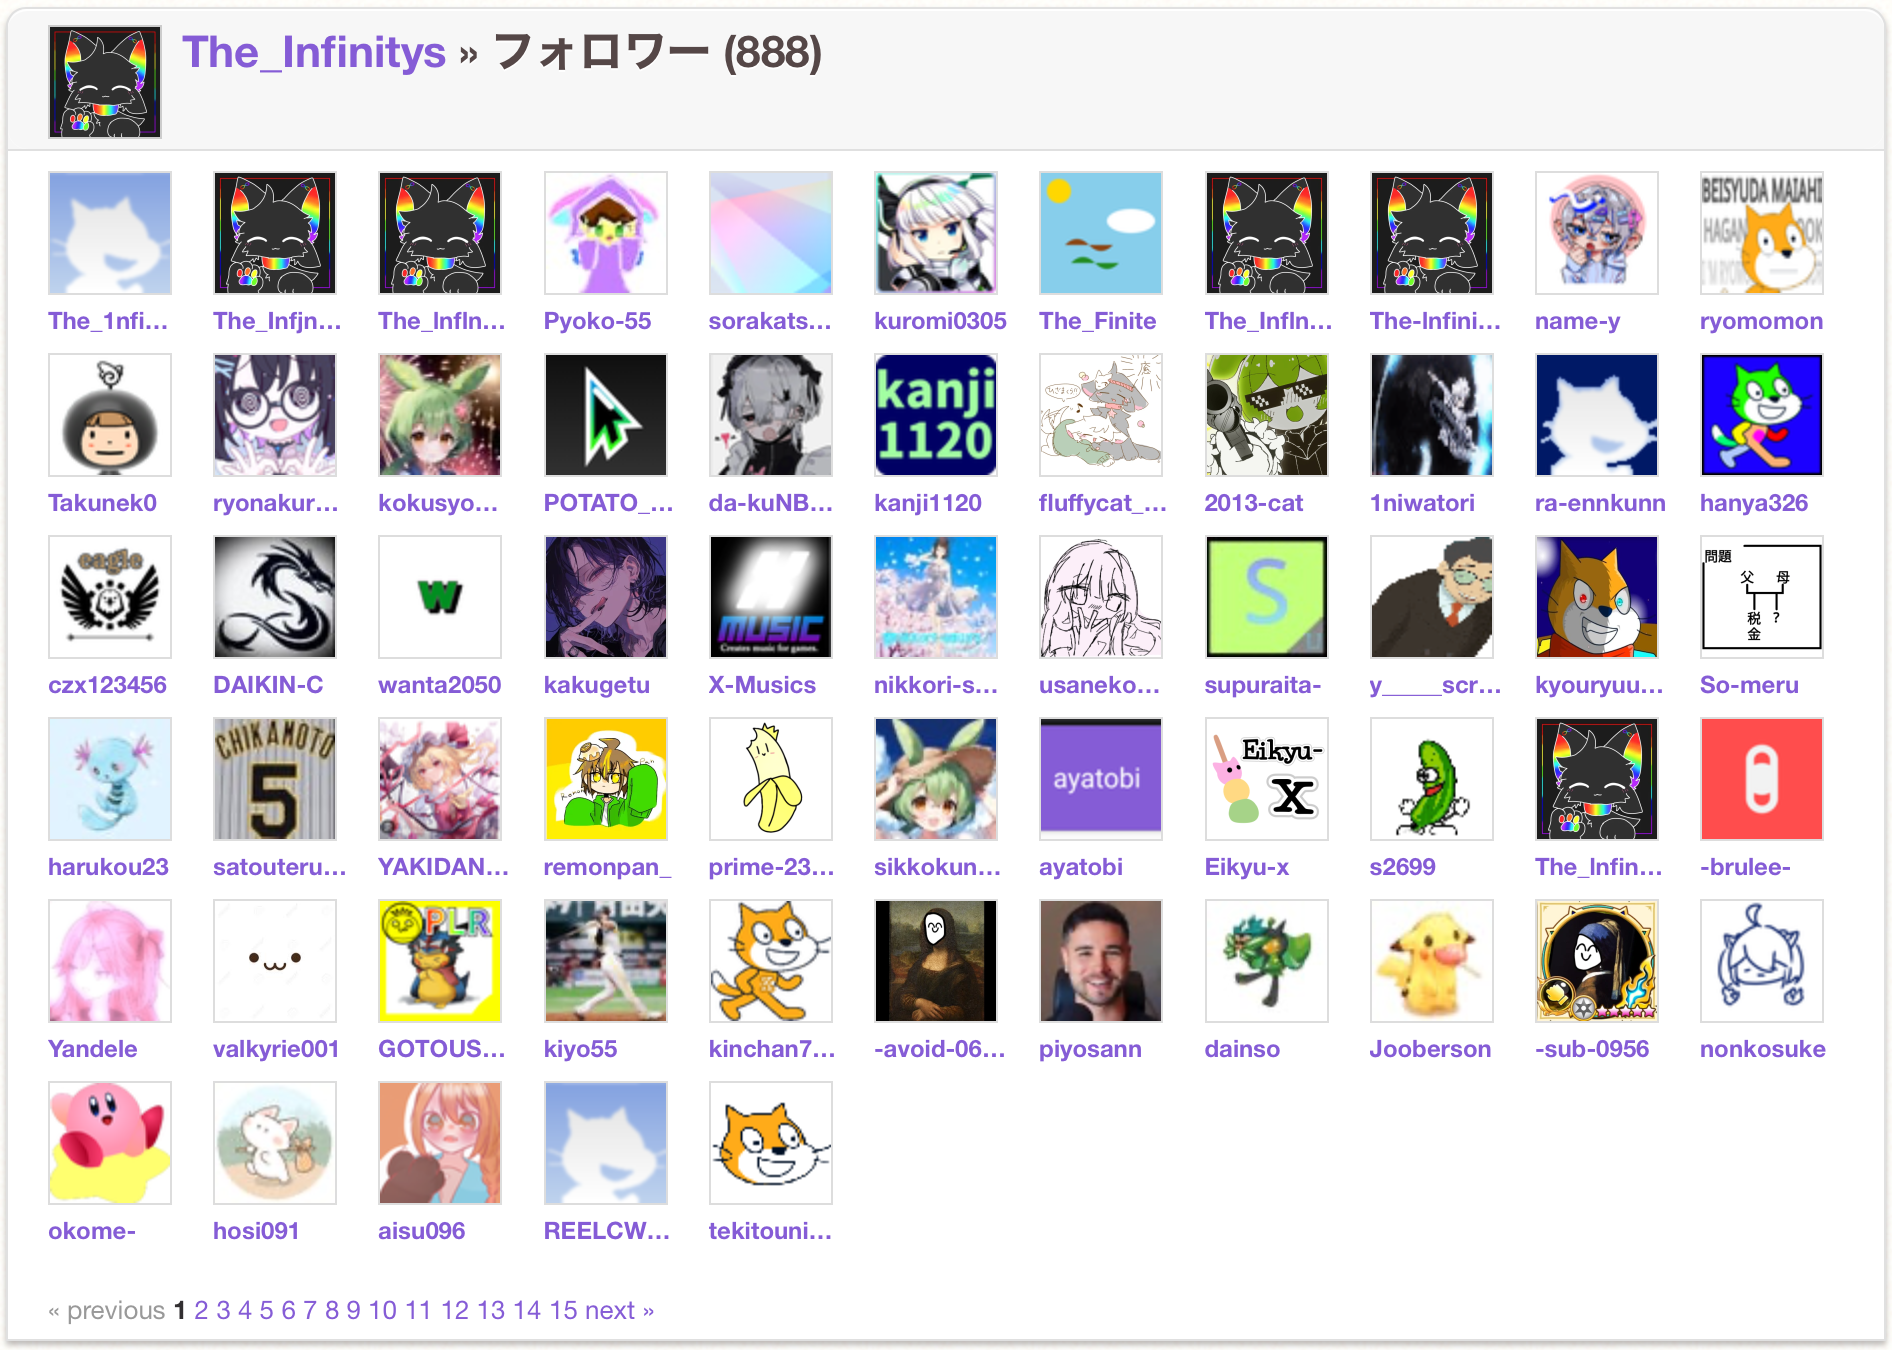 The_Infinitys » フォロワー (888)
BEISYUDA MAIAHI
The_1nfi... The_Infjn... The_lnfln... Pyoko-55 sorakats... kuromi0305 The_Finite The_Infln... The-Infini... name-y ryomomon
kanji
1120
Takunek0 ryonakur... kokusyo... POTATO_... da-kuNB... kanji1120 fluffycat_... 2013-cat 1niwatori ra-ennkunn hanya326
eagle
MUSIC
Creates music for games.
S
問題
父 母
税 ?
金
czx123456 DAIKIN-C wanta2050 kakugetu X-Musics nikkori-s... usaneko... supuraita- y_____scr... kyouryuu... So-meru
CHIKAMOTO
5
ayatobi
Eikyu-
X
harukou23 satouteru... YAKIDAN... remonpan_ prime-23... sikkokun... ayatobi Eikyu-x s2699 The_Infin... -brulee-
PLR
Yandele valkyrie001 GOTOUS... kiyo55 kinchan7... -avoid-06... piyosann dainso Jooberson -sub-0956 nonkosuke
okome- hosi091 aisu096 REELCW... tekitouni...
« previous 1 2 3 4 5 6 7 8 9 10 11 12 13 14 15 next »